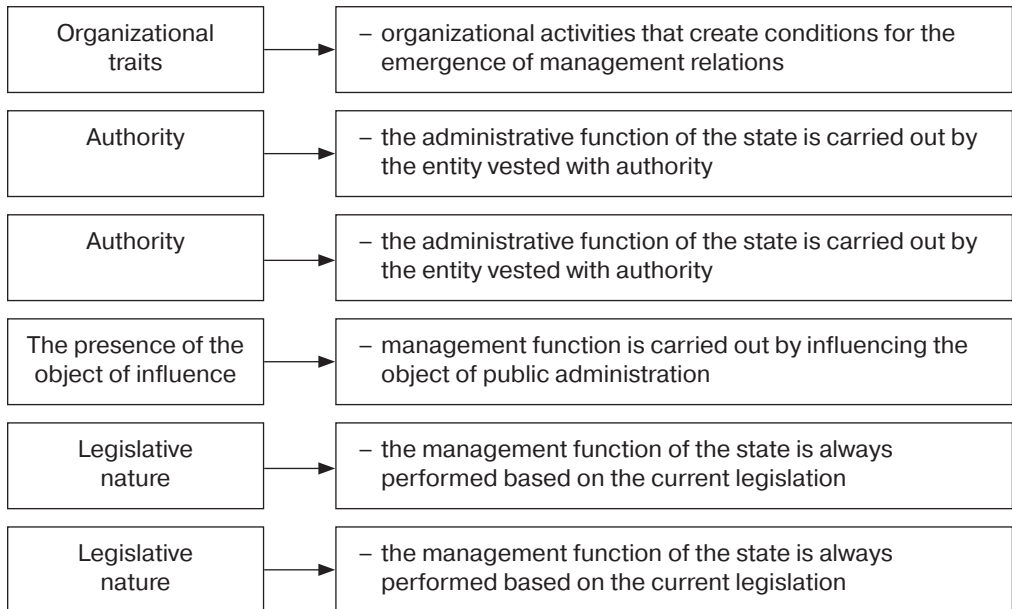 Organizational
traits
– organizational activities that create conditions for the
emergence of management relations
Authority
– the administrative function of the state is carried out by
the entity vested with authority
Authority
– the administrative function of the state is carried out by
the entity vested with authority
The presence of the
object of influence
– management function is carried out by influencing the
object of public administration
Legislative
nature
– the management function of the state is always
performed based on the current legislation
Legislative
nature
– the management function of the state is always
performed based on the current legislation